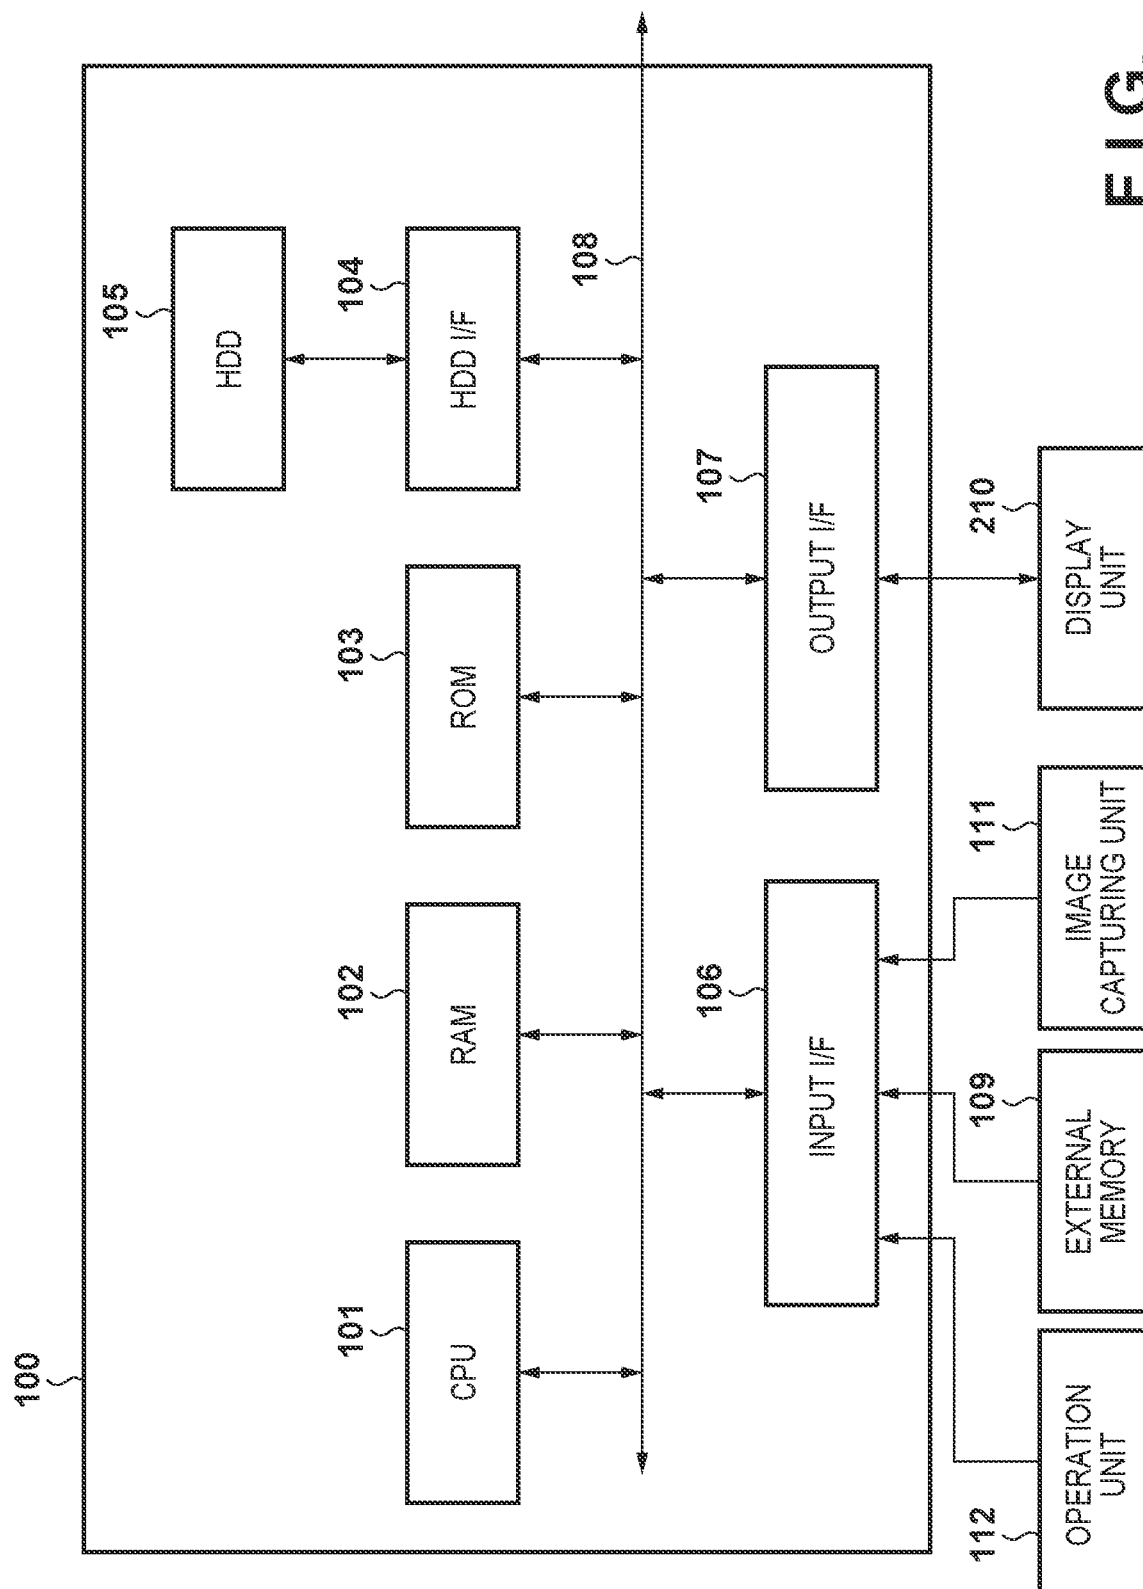 100
105
HDD
101
102
103
104
CPU
RAM
ROM
HDD I/F
108
106
107
INPUT I/F
OUTPUT I/F
112
109
111
210
OPERATION
UNIT
EXTERNAL
MEMORY
IMAGE
CAPTURING UNIT
DISPLAY
UNIT
FIG.